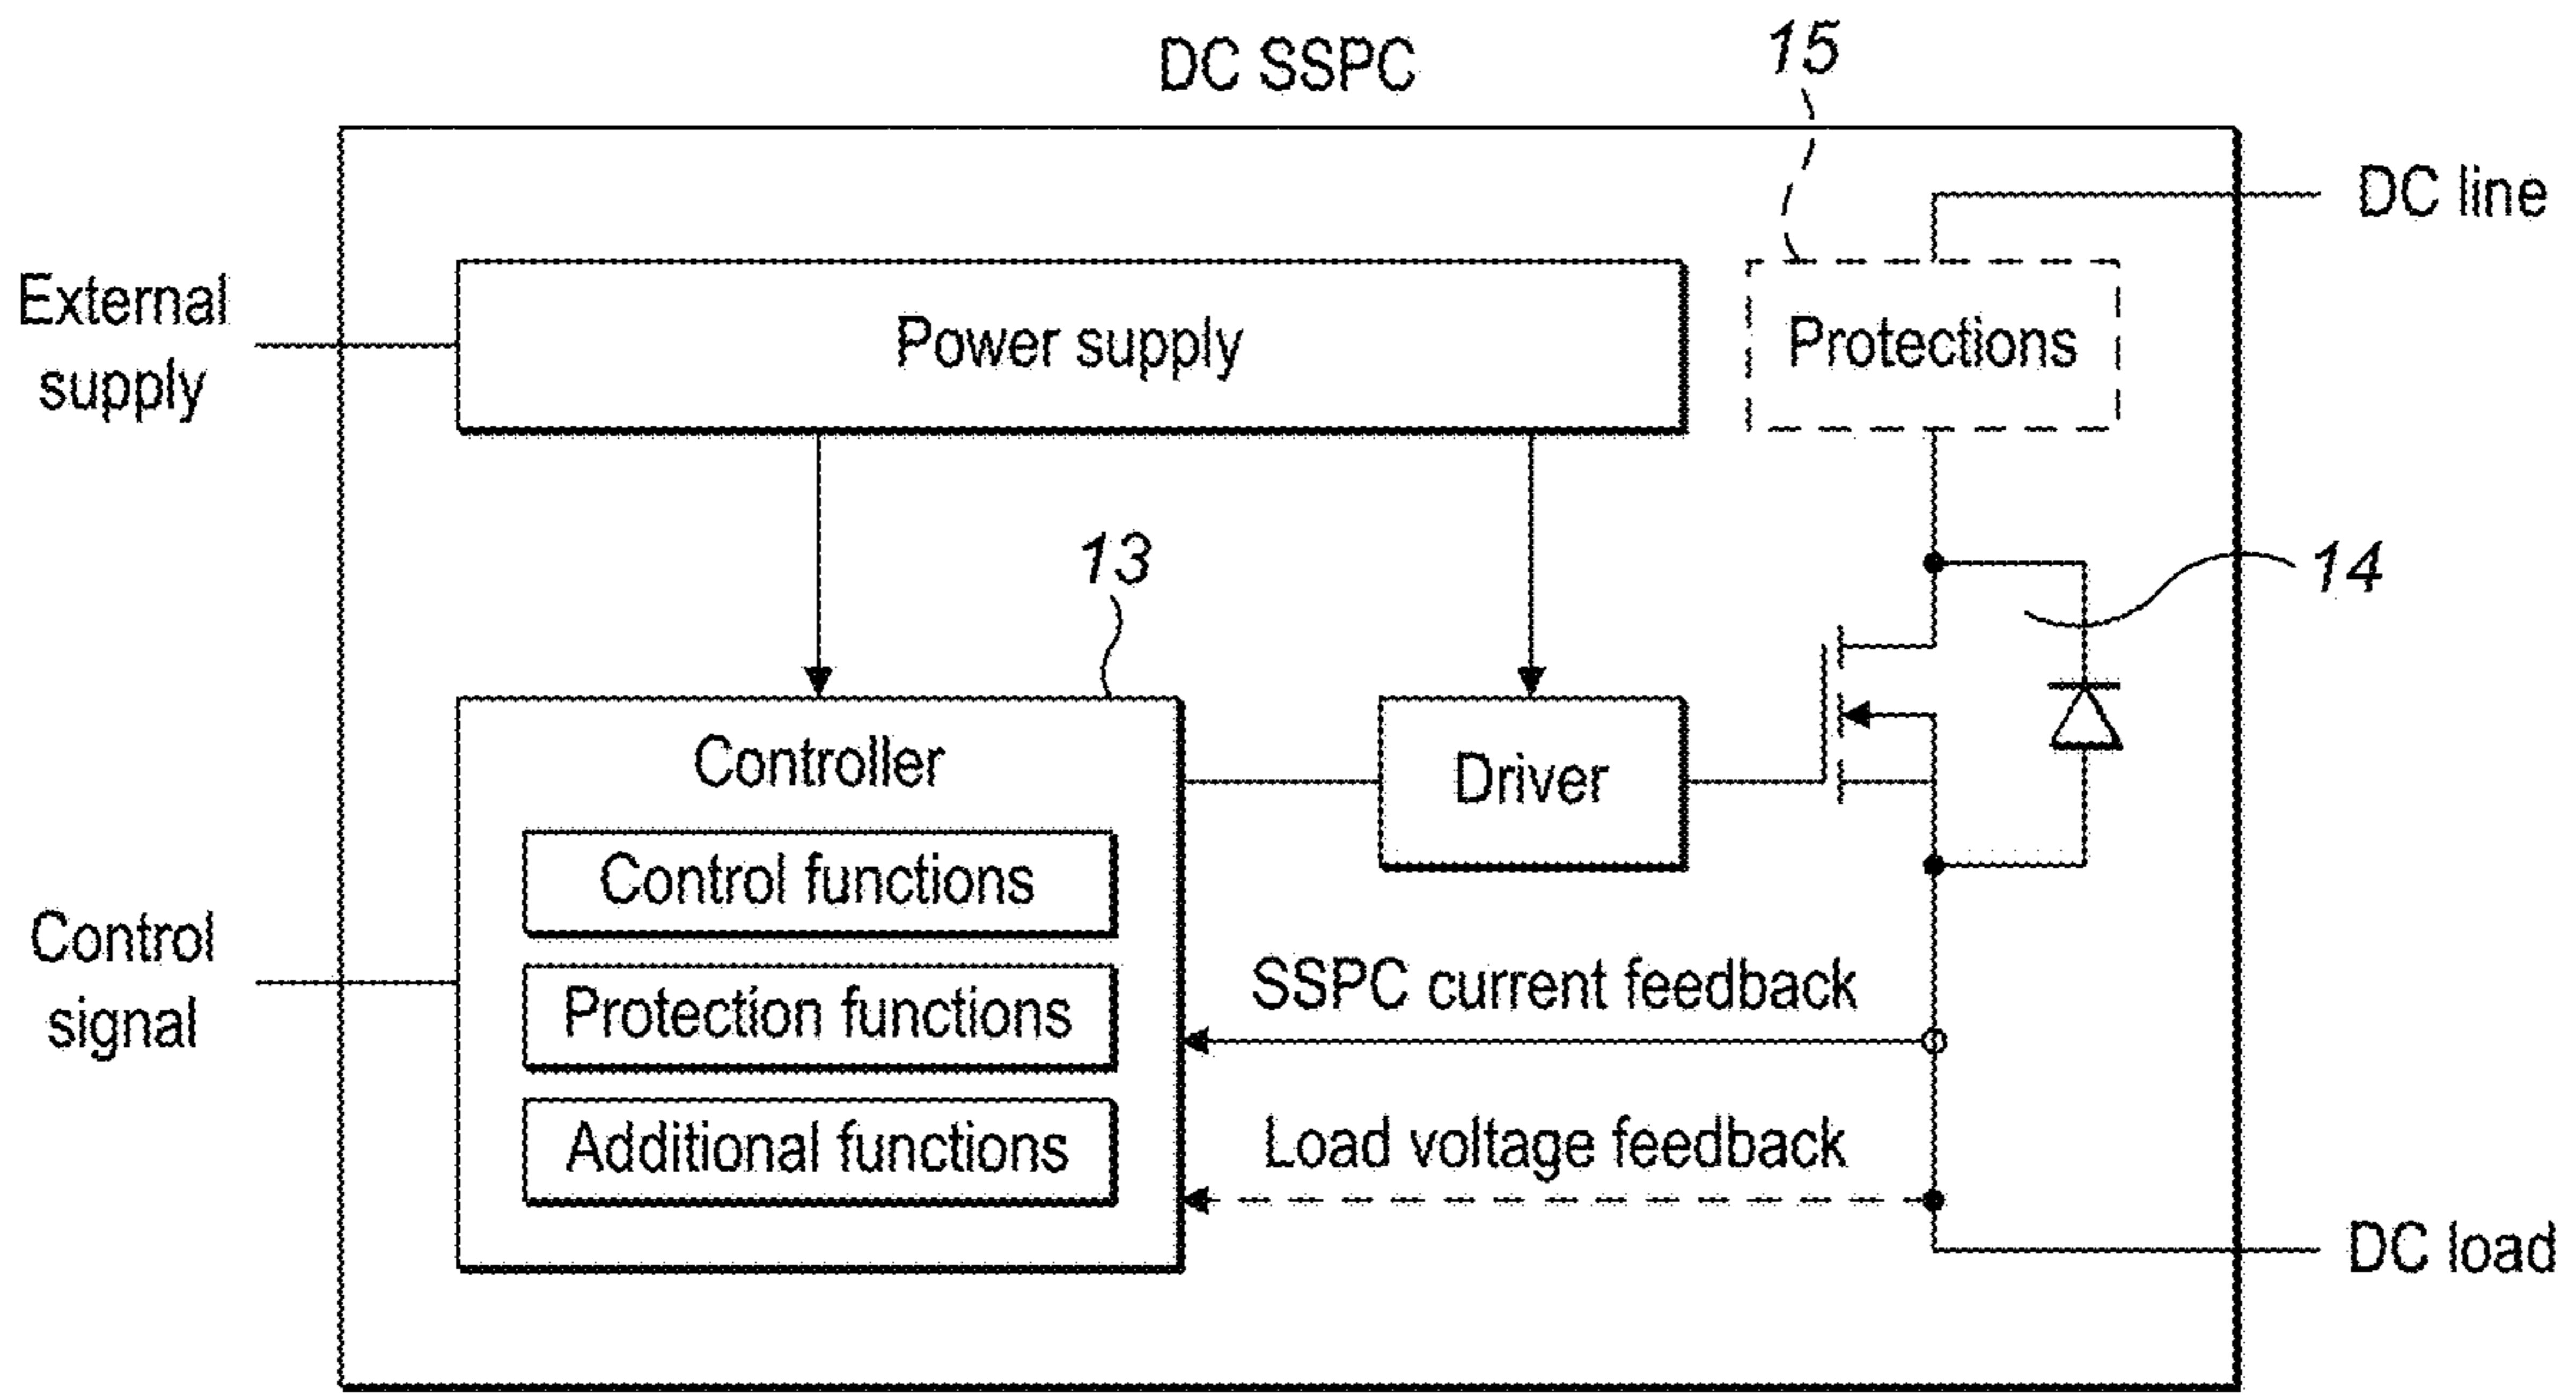 DC SSPC
15
DC line
External
supply
Power supply
Protections
13
14
Controller
Driver
Control functions
Control
signal
SSPC current feedback
Protection functions
Load voltage feedback
Additional functions
DC load